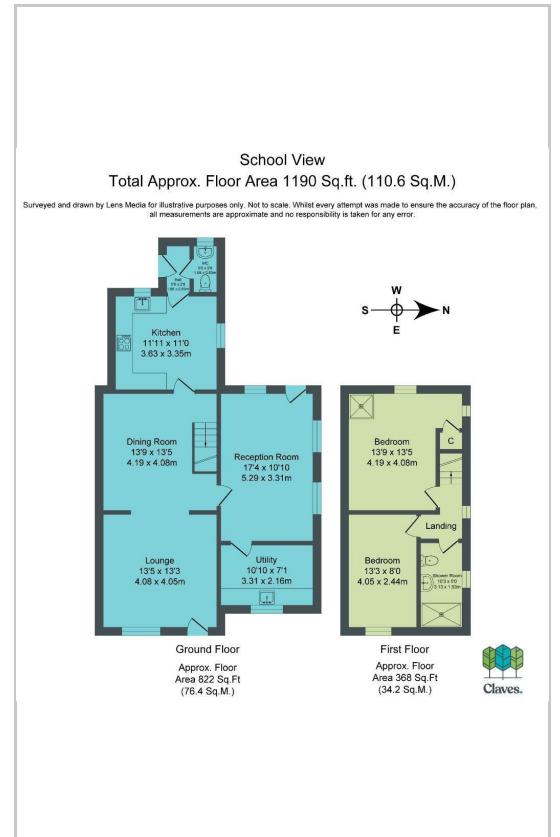 School View
Total Approx. Floor Area 1190 Sq.ft. (110.6 Sq.M.)
Surveyed and drawn by Lens Media for illustrative purposes only. Not to scale. Whilst every attempt was made to ensure the accuracy of the floor plan,
all measurements are approximate and no responsibility is taken for any error.
WC
Hall
W
S
N
E
Kitchen
11'11 x 11'0
3.63 x 3.35m
Dining Room
13'9 x 13'5
4.19 x 4.08m
Reception Room
17'4 x 10'10
5.29 x 3.31m
Bedroom
13'9 x 13'5
4.19 x 4.08m
C
Landing
Lounge
13'5 x 13'3
4.08 x 4.05m
Utility
10'10 x 7'1
3.31 x 2.16m
Bedroom
13'3 x 8'0
4.05 x 2.44m
Shower Room
Ground Floor
Approx. Floor
Area 822 Sq.Ft
(76.4 Sq.M.)
First Floor
Approx. Floor
Area 368 Sq.Ft
(34.2 Sq.M.)
Claves.